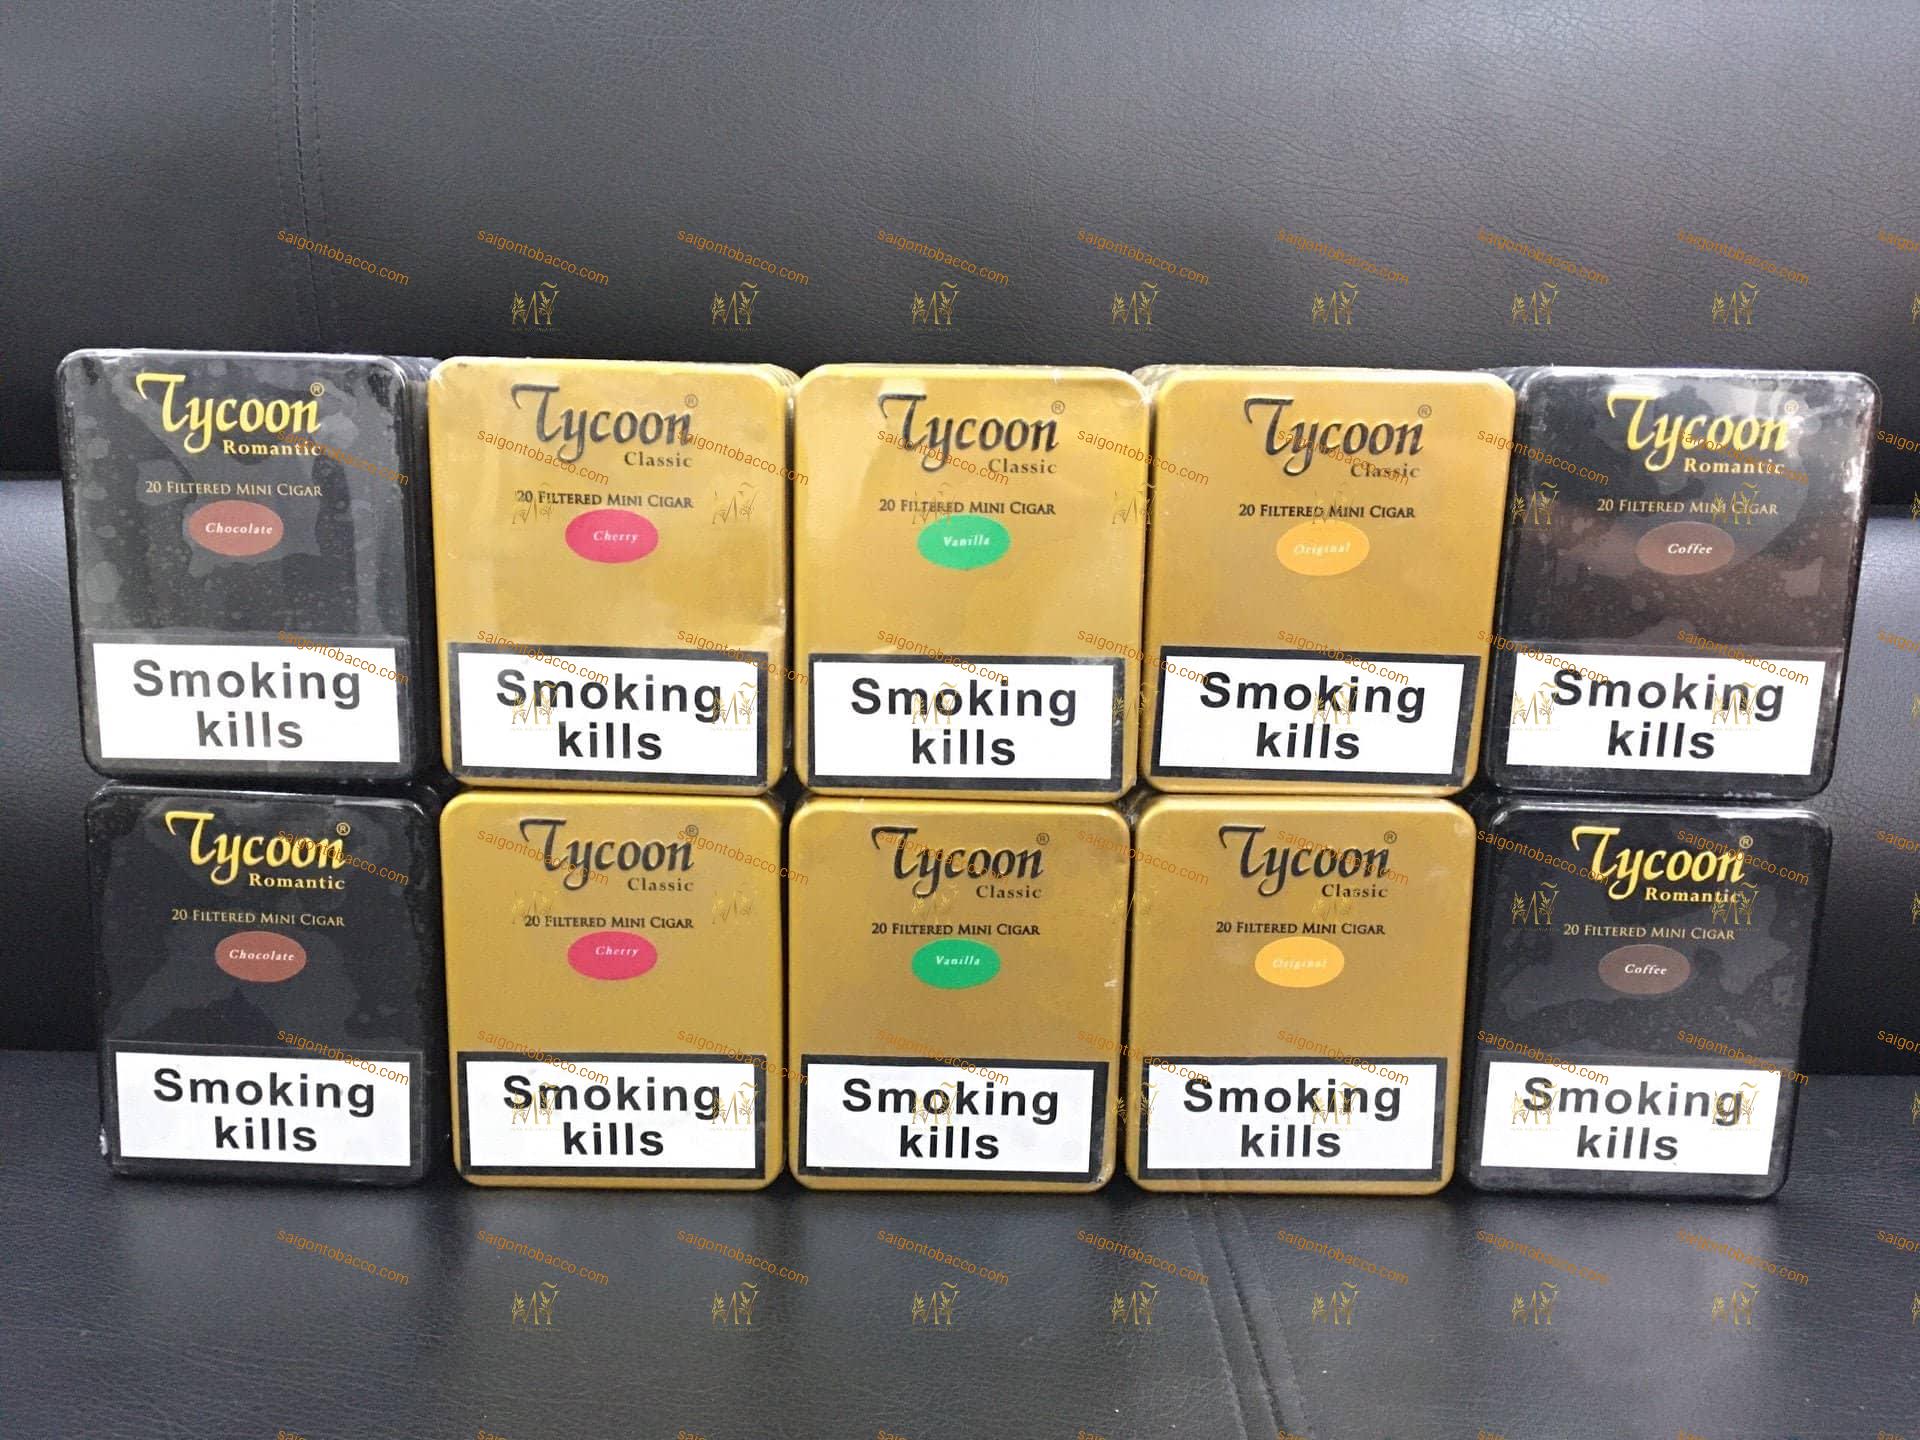 Tycoon®
Romantic
20 Filtered Mini Cigar
Chocolate
Smoking
kills
Tycoon®
Classic
20 Filtered Mini Cigar
Cherry
Smoking
kills
Tycoon®
Classic
20 Filtered Mini Cigar
Vanilla
Smoking
kills
Tycoon®
Classic
20 Filtered Mini Cigar
Original
Smoking
kills
Tycoon®
Romantic
20 Filtered Mini Cigar
Coffee
Smoking
kills
Tycoon®
Romantic
20 Filtered Mini Cigar
Chocolate
Smoking
kills
Tycoon®
Classic
20 Filtered Mini Cigar
Cherry
Smoking
kills
Tycoon®
Classic
20 Filtered Mini Cigar
Vanilla
Smoking
kills
Tycoon®
Classic
20 Filtered Mini Cigar
Original
Smoking
kills
Tycoon®
Romantic
20 Filtered Mini Cigar
Coffee
Smoking
kills
saigontobacco.com
MỸ